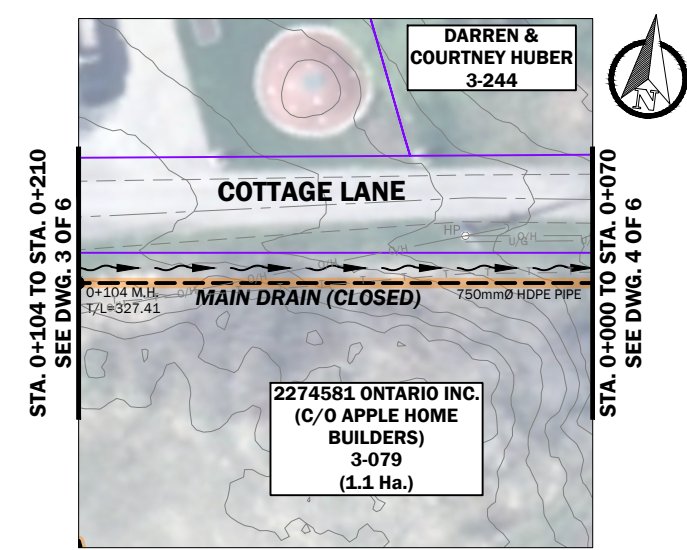 DARREN &
COURTNEY HUBER
3-244
N
STA. 0+104 TO STA. 0+210
SEE DWG. 3 OF 6
COTTAGE LANE
STA. 0+000 TO STA. 0+070
SEE DWG. 4 OF 6
HP
O/H
U/G
O/H
O/H
O/H
O/H
0+104 M.H.
T/L=327.41
MAIN DRAIN (CLOSED)
750mmØ HDPE PIPE
2274581 ONTARIO INC.
(C/O APPLE HOME
BUILDERS)
3-079
(1.1 Ha.)